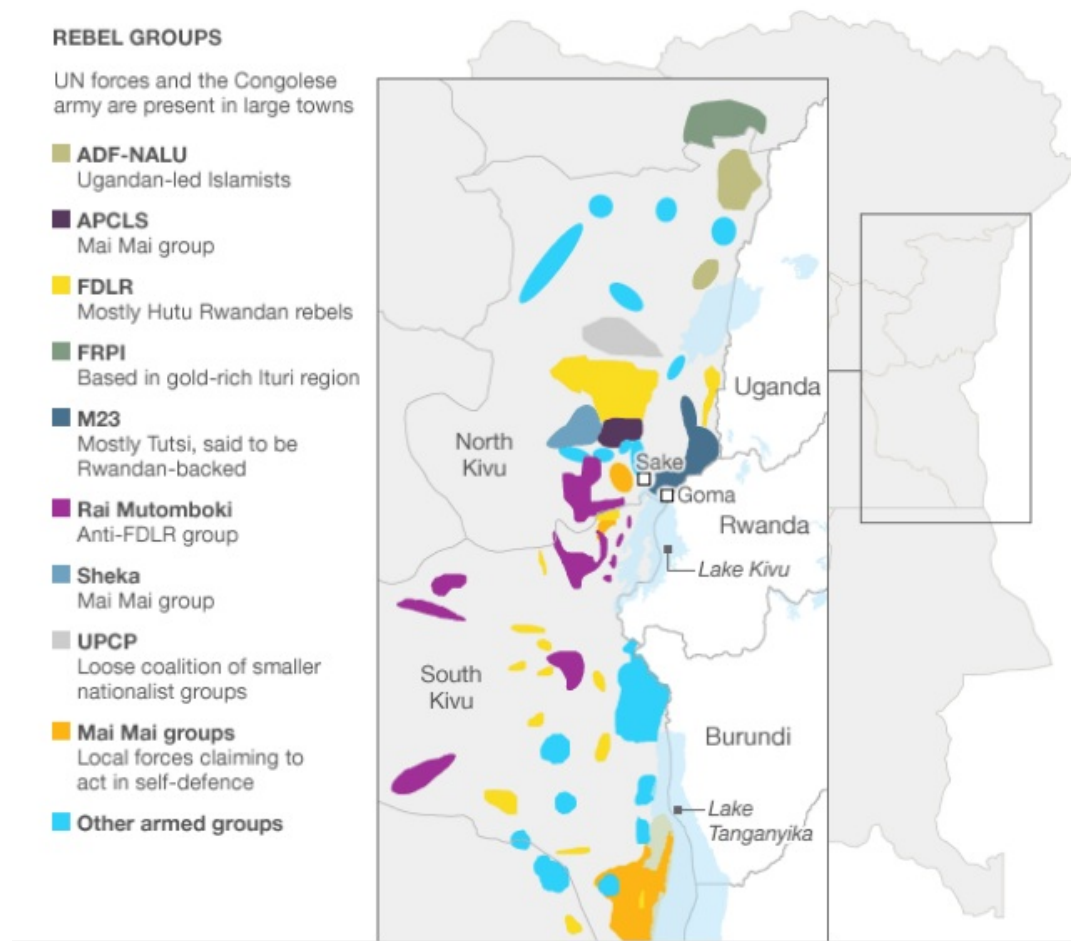 REBEL GROUPS
UN forces and the Congolese
army are present in large towns
ADF-NALU
Ugandan-led Islamists
APCLS
Mai Mai group
FDLR
Mostly Hutu Rwandan rebels
FRPI
Based in gold-rich Ituri region
M23
Mostly Tutsi, said to be
Rwandan-backed
Rai Mutomboki
Anti-FDLR group
Sheka
Mai Mai group
UPCP
Loose coalition of smaller
nationalist groups
Mai Mai groups
Local forces claiming to
act in self-defence
Other armed groups
Uganda
North
Kivu
Sake
Goma
Rwanda
Lake Kivu
South
Kivu
Burundi
Lake
Tanganyika